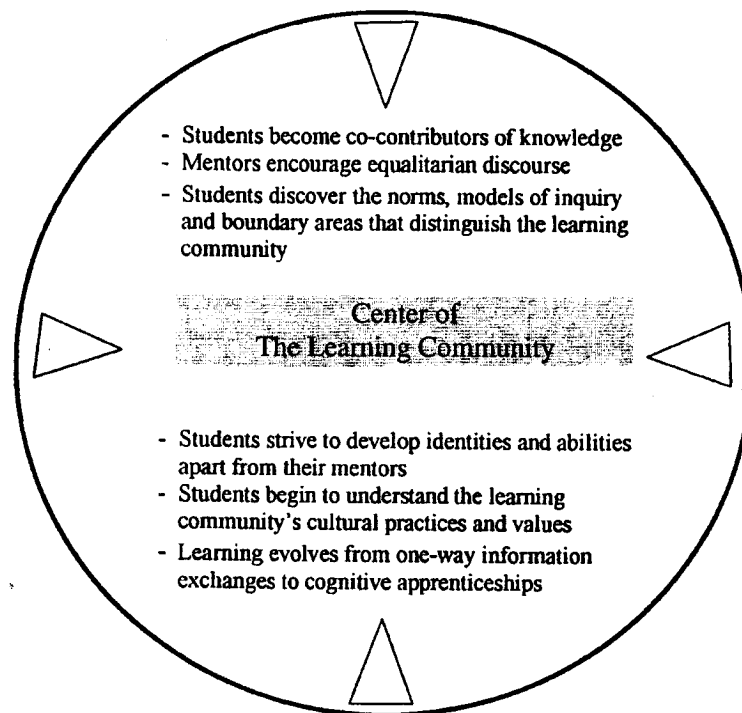 - Students become co-contributors of knowledge
- Mentors encourage equalitarian discourse
- Students discover the norms, models of inquiry
and boundary areas that distinguish the learning
community
Center of
The Learning Community
- Students strive to develop identities and abilities
apart from their mentors
- Students begin to understand the learning
community's cultural practices and values
- Learning evolves from one-way information
exchanges to cognitive apprenticeships